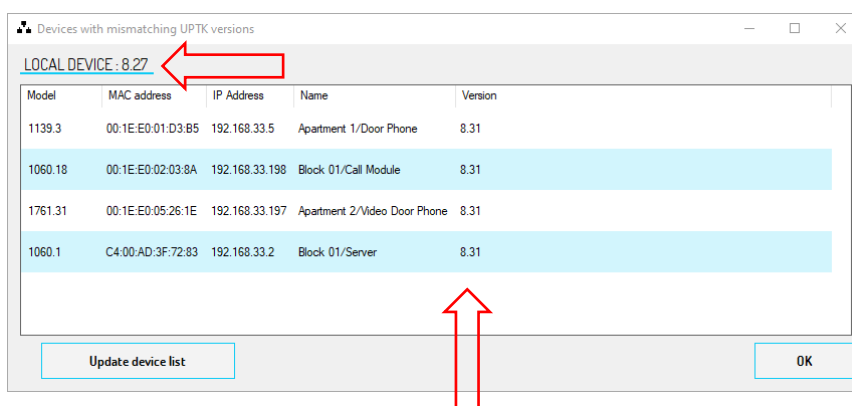 Devices with mismatching UPTK versions
LOCAL DEVICE : 8.27
Model MAC address IP Address Name Version
1139.3 00:1E:E0:01:D3:B5 192.168.33.5 Apartment 1/Door Phone 8.31
1060.18 00:1E:E0:02:03:8A 192.168.33.198 Block 01/Call Module 8.31
1761.31 00:1E:E0:05:26:1E 192.168.33.197 Apartment 2/Video Door Phone 8.31
1060.1 C4:00:AD:3F:72:83 192.168.33.2 Block 01/Server 8.31
Update device list OK